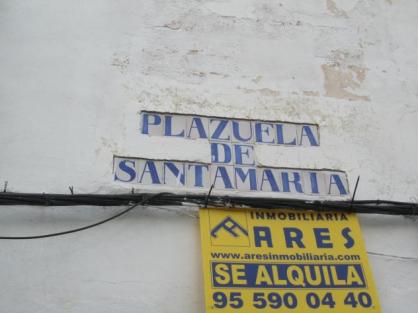 PLAZUELA
DE
SANTAMARIA
INMOBILIARIA
ARES
www.aresinmobiliaria.com
SE ALQUILA
95 590 04 40